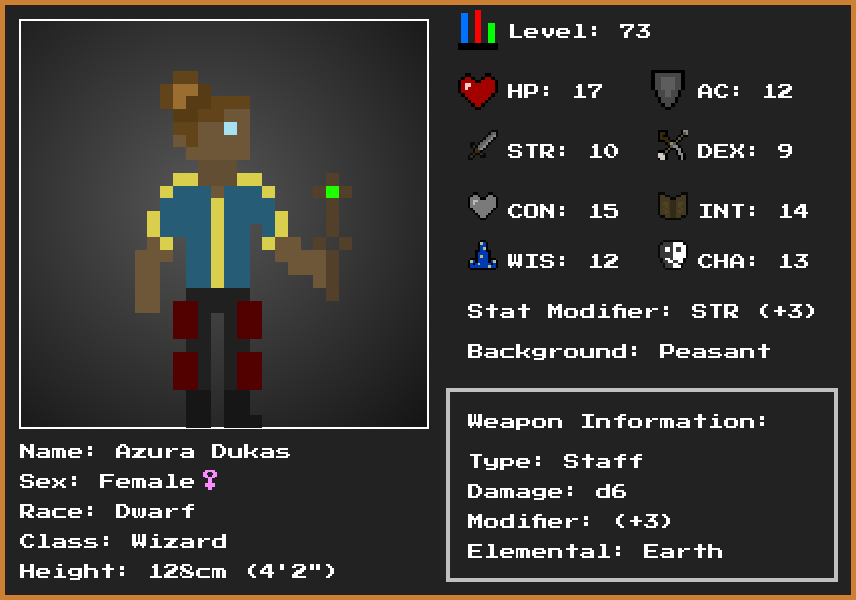 Level: 73
HP: 17
AC: 12
STR: 10
DEX: 9
CON: 15
INT: 14
WIS: 12
CHA: 13
Stat Modifier: STR (+3)
Background: Peasant
Weapon Information:
Type: Staff
Damage: d6
Modifier: (+3)
Elemental: Earth
Name: Azura Dukas
Sex: Female♀
Race: Dwarf
Class: Wizard
Height: 128cm (4'2")